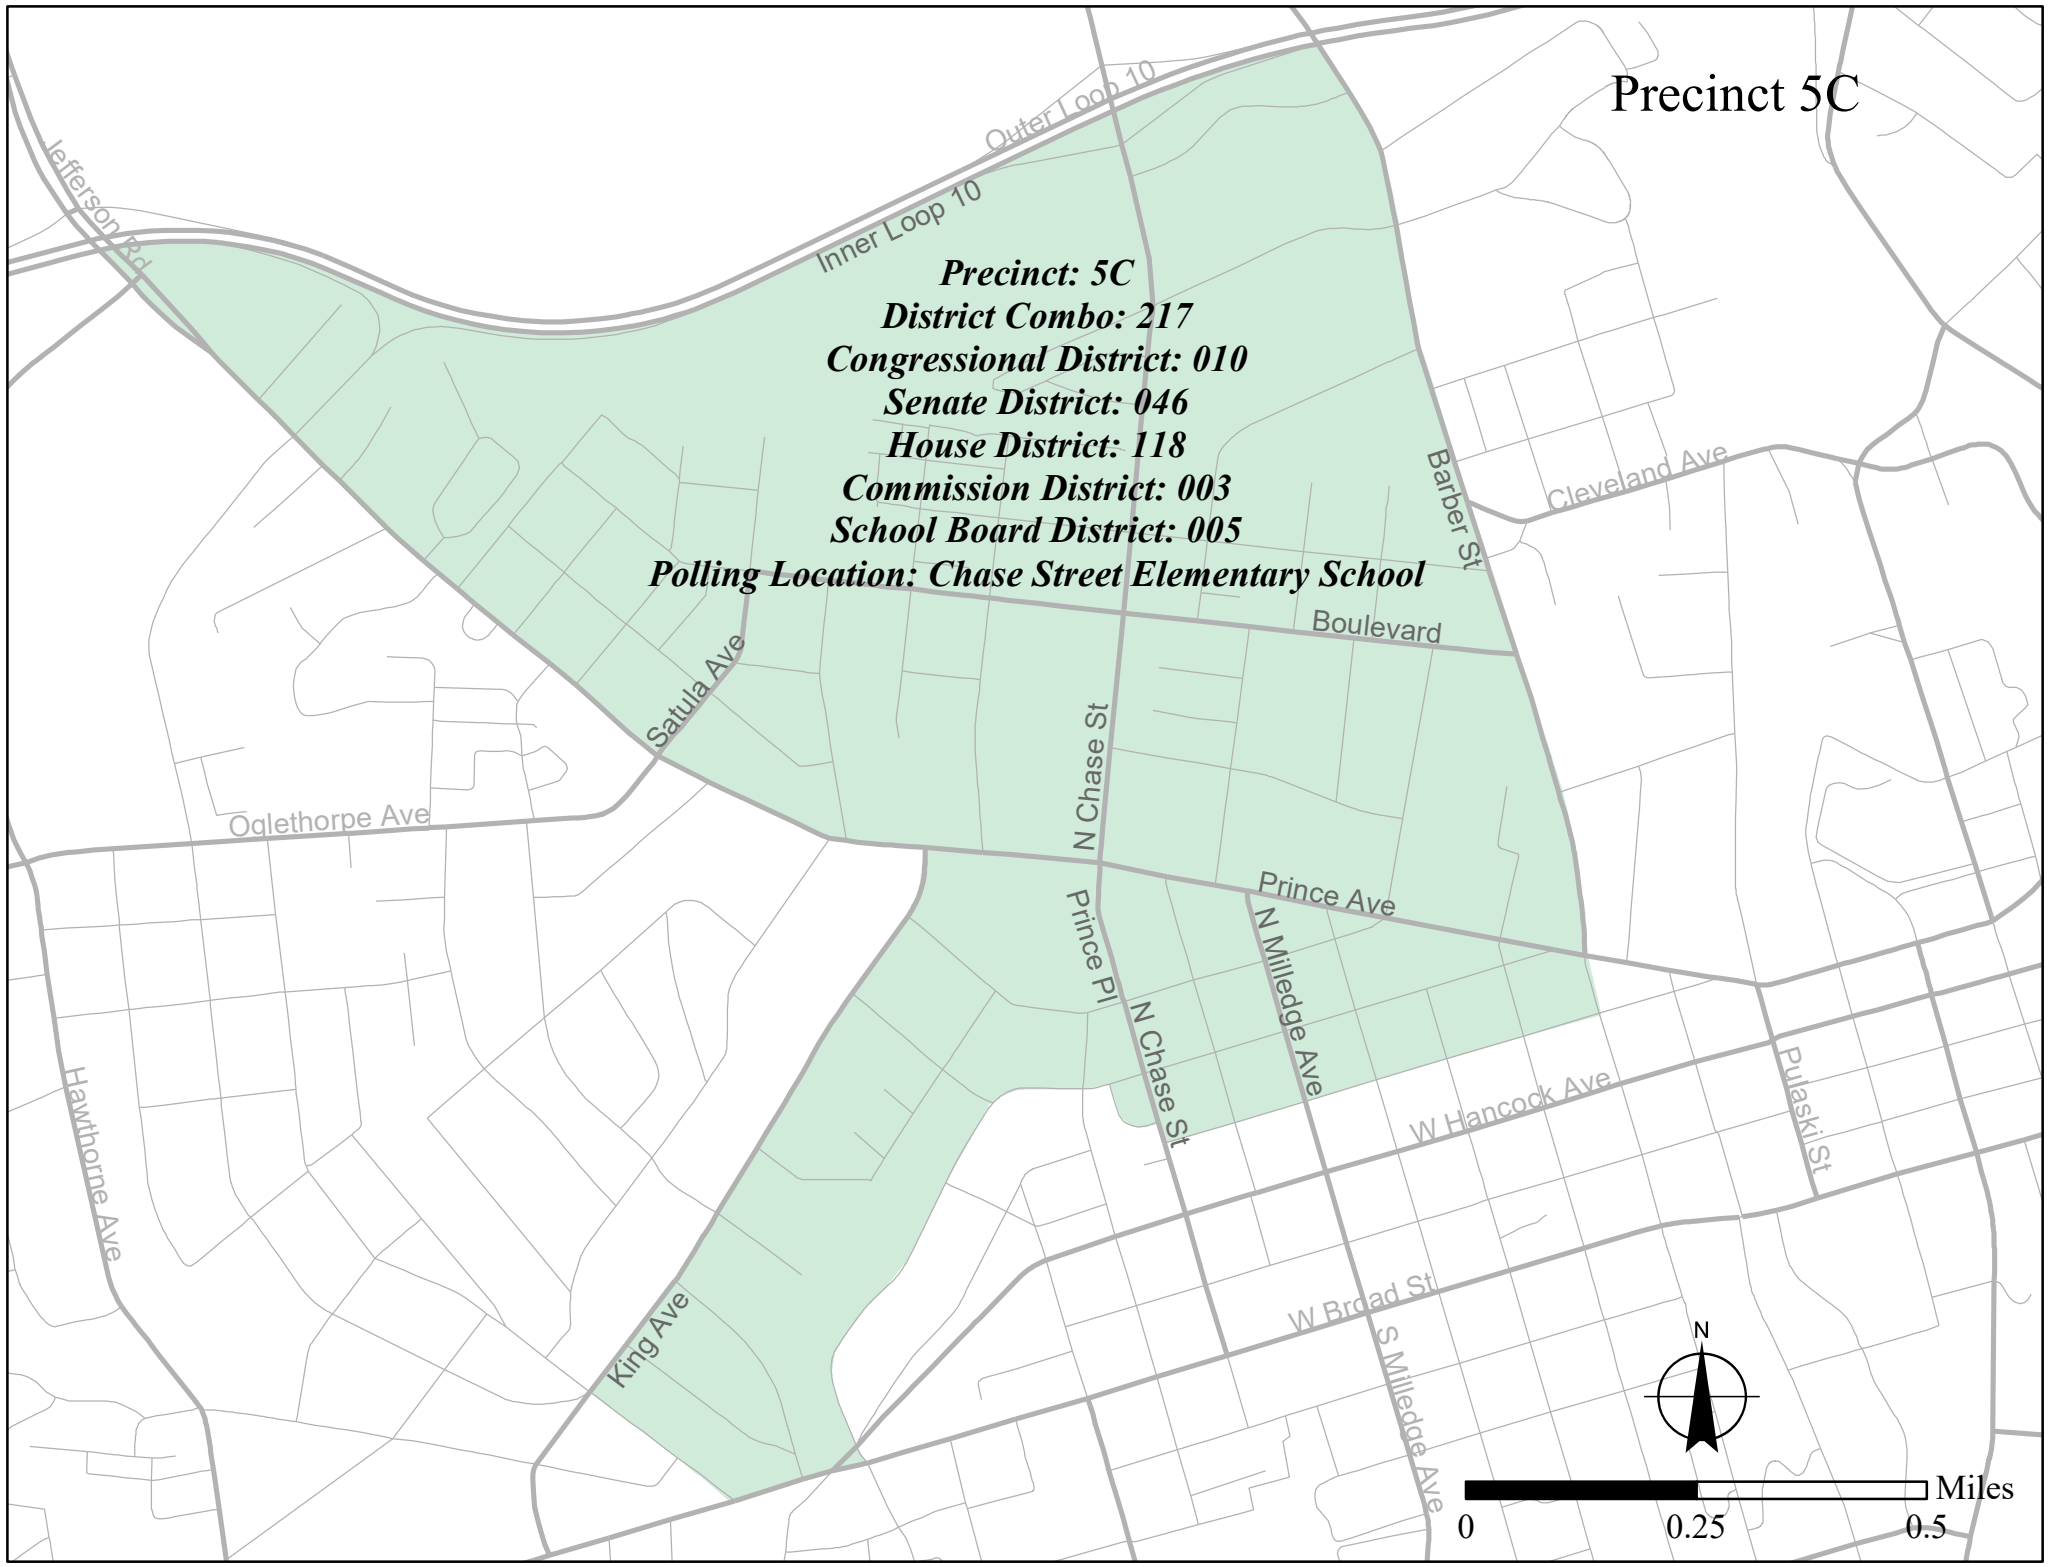 Precinct 5C
Outer Loop 10
Jefferson Rd
Inner Loop 10
Precinct: 5C
District Combo: 217
Congressional District: 010
Senate District: 046
House District: 118
Commission District: 003
School Board District: 005
Polling Location: Chase Street Elementary School
Barber St
Cleveland Ave
Boulevard
Satula Ave
N Chase St
Oglethorpe Ave
Prince Ave
Prince Pl
N Milledge Ave
N Chase St
Hawthorne Ave
W Hancock Ave
Pulaski St
King Ave
W Broad St
S Milledge Ave
N
Miles
0 0.25 0.5